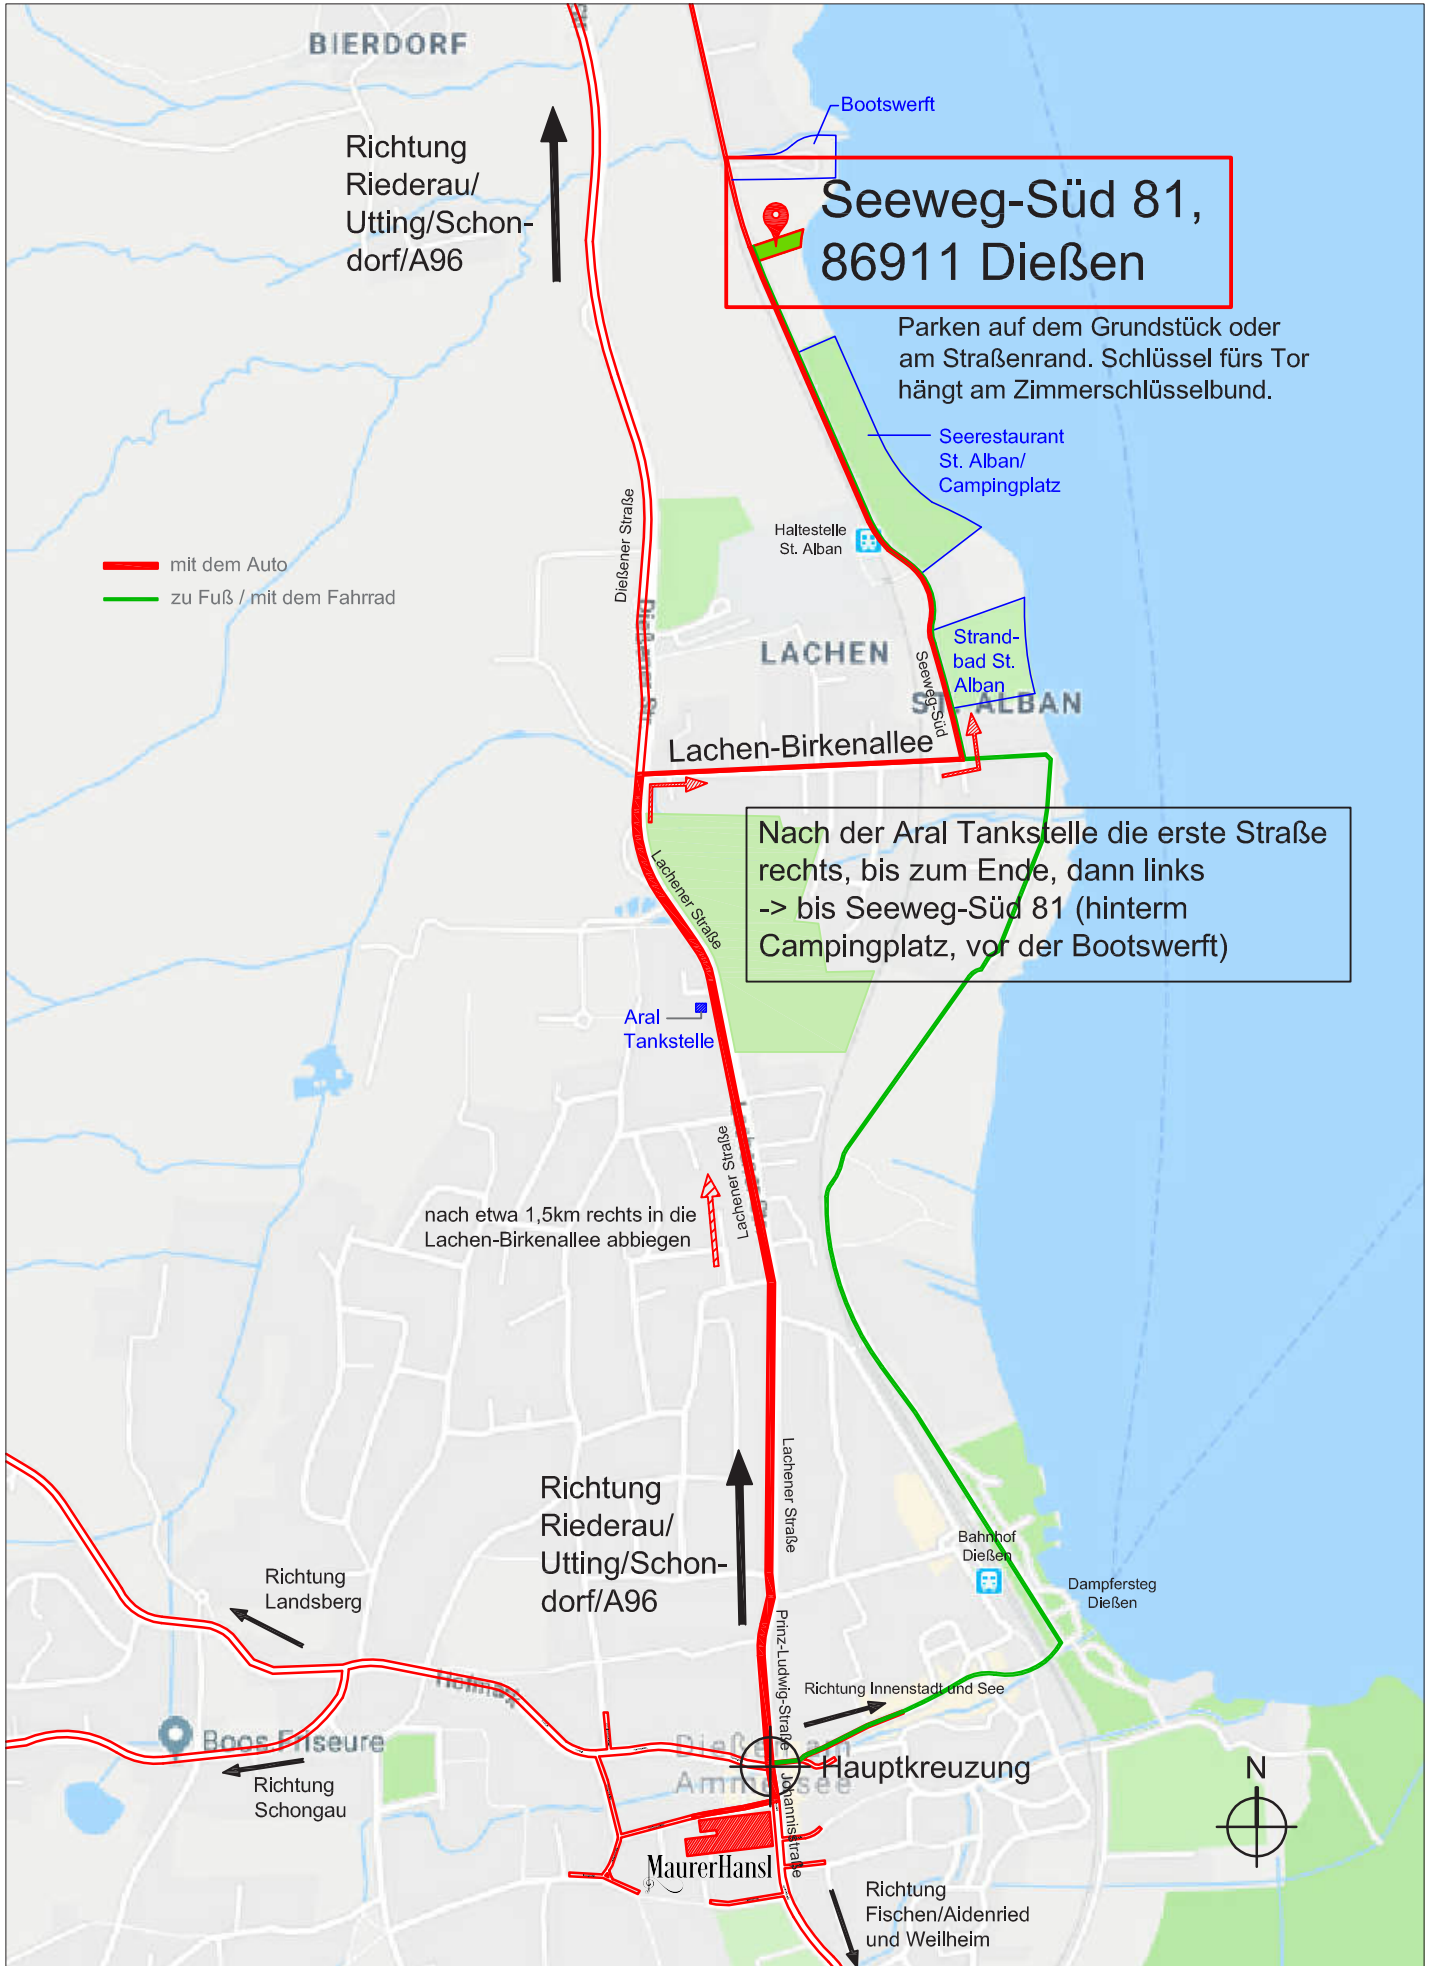 BIERDORF
Bootswerft
Richtung
Riederau/
Utting/Schon-
dorf/A96
Seeweg-Süd 81,
86911 Dießen
Parken auf dem Grundstück oder
am Straßenrand. Schlüssel fürs Tor
hängt am Zimmerschlüsselbund.
Seerestaurant
St. Alban/
Campingplatz
Haltestelle
St. Alban
Dießener Straße
mit dem Auto
zu Fuß / mit dem Fahrrad
Dießener Str.
LACHEN
Strand-
bad St.
Alban
Seeweg-Süd
ST. ALBAN
Lachen-Birkenallee
Nach der Aral Tankstelle die erste Straße
rechts, bis zum Ende, dann links
-> bis Seeweg-Süd 81 (hinterm
Campingplatz, vor der Bootswerft)
Lachener Straße
Aral
Tankstelle
Lachener Straße
nach etwa 1,5km rechts in die
Lachen-Birkenallee abbiegen
Lachener Straße
Richtung
Riederau/
Utting/Schon-
dorf/A96
Bahnhof
Dießen
Dampfersteg
Dießen
Richtung
Landsberg
Prinz-Ludwig-Straße
Richtung Innenstadt und See
Boos Friseure
Dießen am
Ammersee
Hauptkreuzung
N
Richtung
Schongau
Johannisstraße
MaurerHansl
Richtung
Fischen/Aidenried
und Weilheim